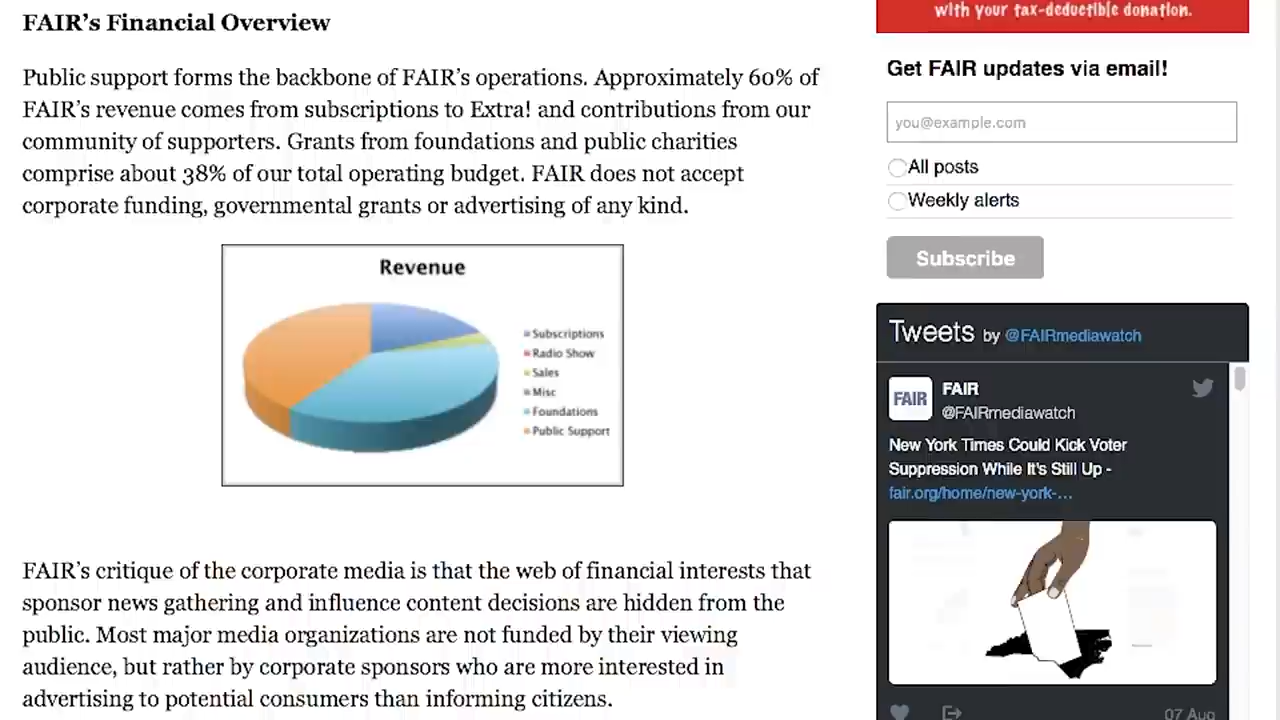 FAIR's Financial Overview
Public support forms the backbone of FAIR's operations. Approximately 60% of
FAIR's revenue comes from subscriptions to Extra! and contributions from our
community of supporters. Grants from foundations and public charities
comprise about 38% of our total operating budget. FAIR does not accept
corporate funding, governmental grants or advertising of any kind.
Revenue
Subscriptions
Radio Show
Sales
Misc
Foundations
Public Support
FAIR's critique of the corporate media is that the web of financial interests that
sponsor news gathering and influence content decisions are hidden from the
public. Most major media organizations are not funded by their viewing
audience, but rather by corporate sponsors who are more interested in
advertising to potential consumers than informing citizens.
with your tax-deductible donation.
Get FAIR updates via email!
you@example.com
All posts
Weekly alerts
Subscribe
Tweets by @FAIRmediawatch
FAIR
FAIR
@FAIRmediawatch
New York Times Could Kick Voter
Suppression While It's Still Up -
fair.org/home/new-york-…
07 Aug